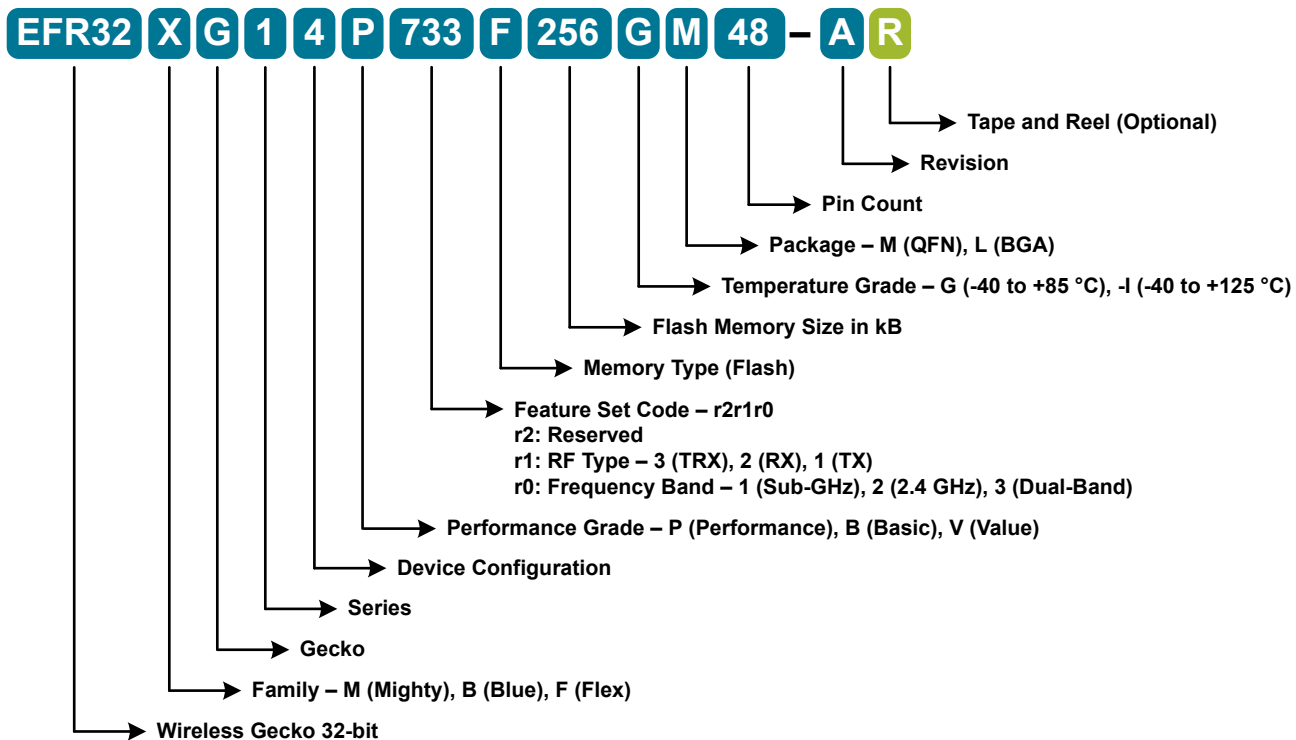 EFR32 X G 1 4 P 733 F 256 G M 48 – A R
Tape and Reel (Optional)
Revision
Pin Count
Package – M (QFN), L (BGA)
Temperature Grade – G (-40 to +85 °C), -I (-40 to +125 °C)
Flash Memory Size in kB
Memory Type (Flash)
Feature Set Code – r2r1r0
r2: Reserved
r1: RF Type – 3 (TRX), 2 (RX), 1 (TX)
r0: Frequency Band – 1 (Sub-GHz), 2 (2.4 GHz), 3 (Dual-Band)
Performance Grade – P (Performance), B (Basic), V (Value)
Device Configuration
Series
Gecko
Family – M (Mighty), B (Blue), F (Flex)
Wireless Gecko 32-bit